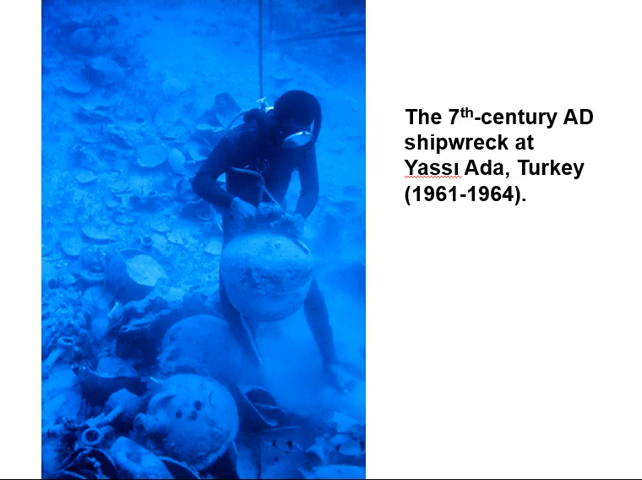 The 7th-century AD
shipwreck at
Yassı Ada, Turkey
(1961-1964).